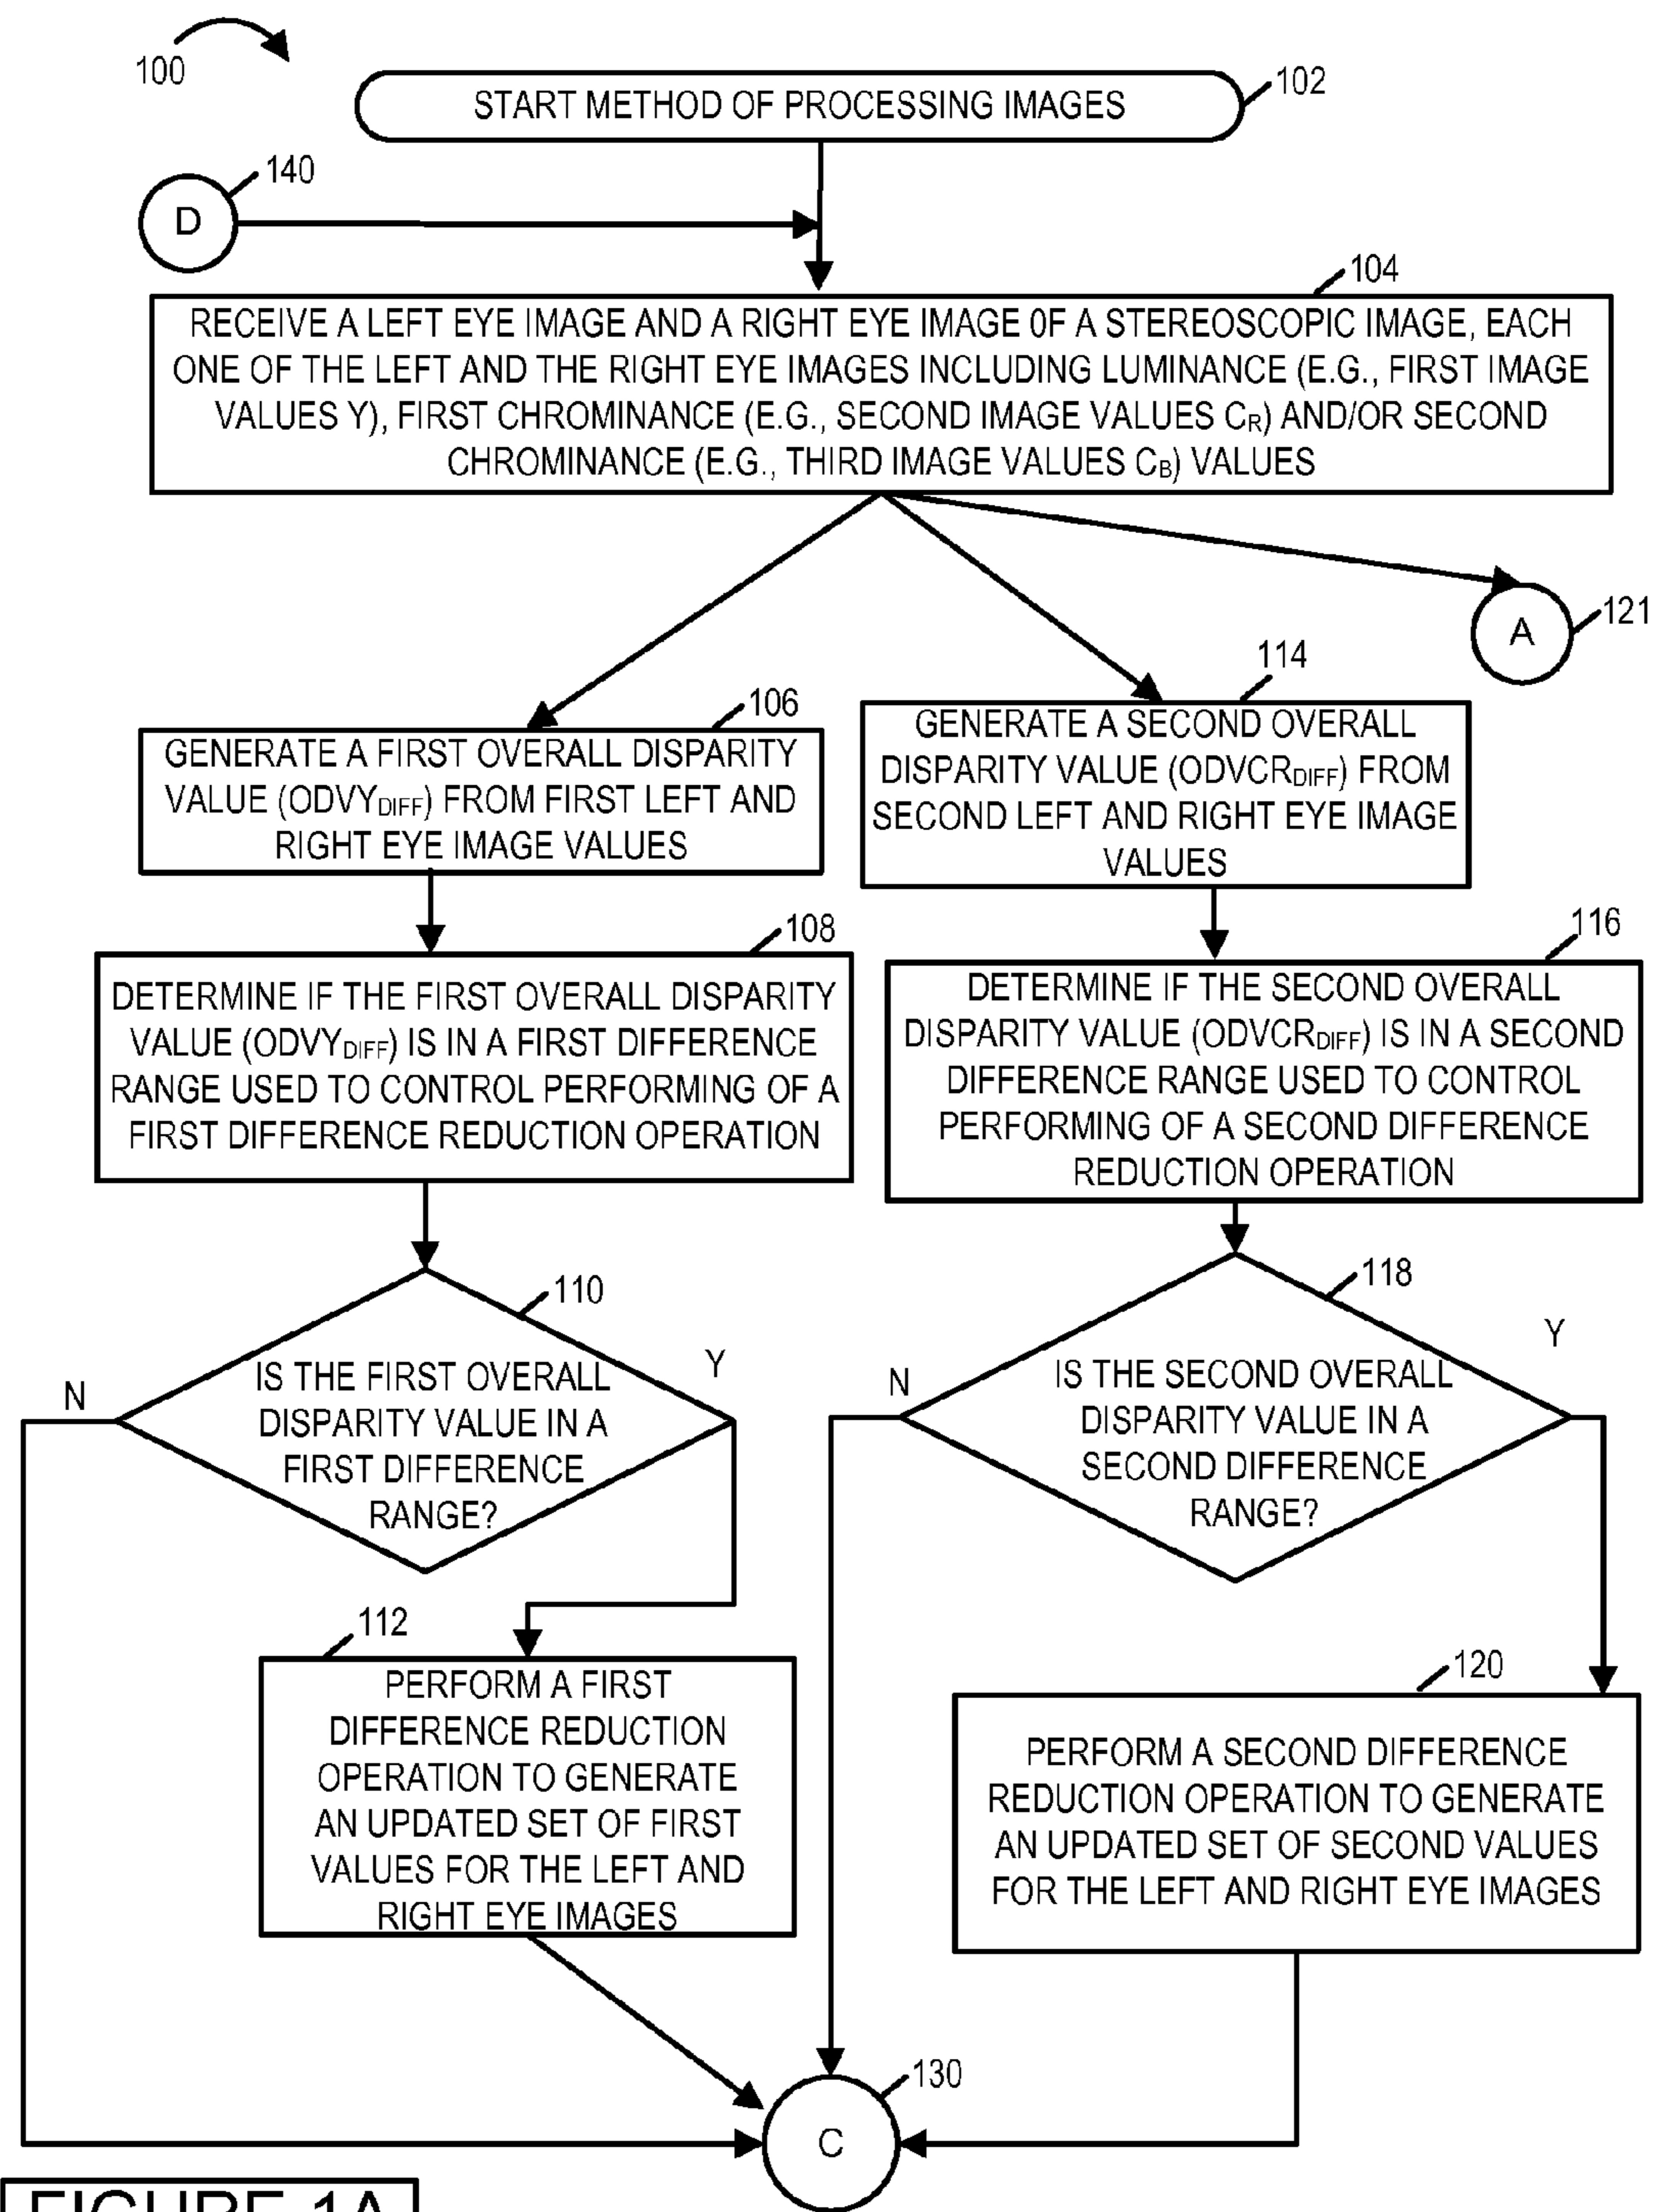 100
START METHOD OF PROCESSING IMAGES
102
140
D
104
RECEIVE A LEFT EYE IMAGE AND A RIGHT EYE IMAGE 0F A STEREOSCOPIC IMAGE, EACH
ONE OF THE LEFT AND THE RIGHT EYE IMAGES INCLUDING LUMINANCE (E.G., FIRST IMAGE
VALUES Y), FIRST CHROMINANCE (E.G., SECOND IMAGE VALUES CR) AND/OR SECOND
CHROMINANCE (E.G., THIRD IMAGE VALUES CB) VALUES
A
121
106
GENERATE A FIRST OVERALL DISPARITY
VALUE (ODVYDIFF) FROM FIRST LEFT AND
RIGHT EYE IMAGE VALUES
114
GENERATE A SECOND OVERALL
DISPARITY VALUE (ODVCRDIFF) FROM
SECOND LEFT AND RIGHT EYE IMAGE
VALUES
108
DETERMINE IF THE FIRST OVERALL DISPARITY
VALUE (ODVYDIFF) IS IN A FIRST DIFFERENCE
RANGE USED TO CONTROL PERFORMING OF A
FIRST DIFFERENCE REDUCTION OPERATION
116
DETERMINE IF THE SECOND OVERALL
DISPARITY VALUE (ODVCRDIFF) IS IN A SECOND
DIFFERENCE RANGE USED TO CONTROL
PERFORMING OF A SECOND DIFFERENCE
REDUCTION OPERATION
110
N
Y
IS THE FIRST OVERALL
DISPARITY VALUE IN A
FIRST DIFFERENCE
RANGE?
118
N
Y
IS THE SECOND OVERALL
DISPARITY VALUE IN A
SECOND DIFFERENCE
RANGE?
112
PERFORM A FIRST
DIFFERENCE REDUCTION
OPERATION TO GENERATE
AN UPDATED SET OF FIRST
VALUES FOR THE LEFT AND
RIGHT EYE IMAGES
120
PERFORM A SECOND DIFFERENCE
REDUCTION OPERATION TO GENERATE
AN UPDATED SET OF SECOND VALUES
FOR THE LEFT AND RIGHT EYE IMAGES
130
C
FIGURE 1A